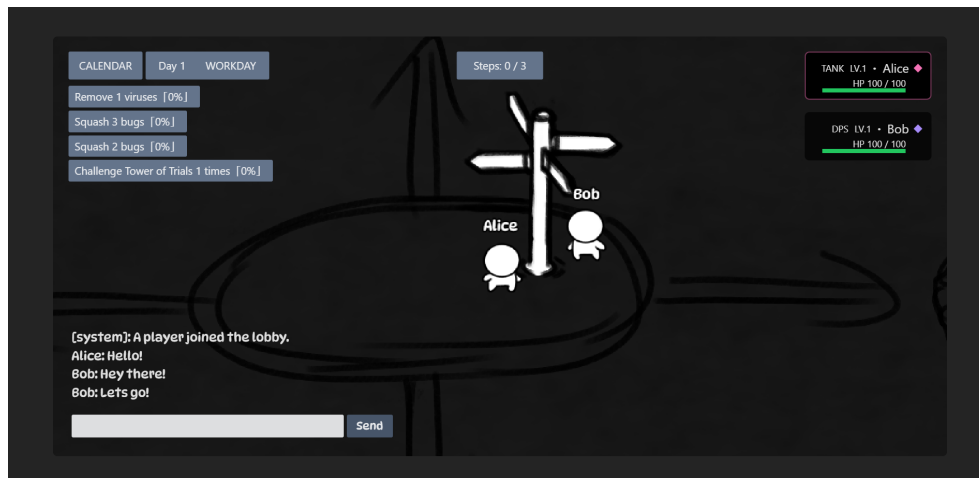 CALENDAR Day 1 WORKDAY
Steps: 0 / 3
TANK LV.1 • Alice
HP 100 / 100
Remove 1 viruses「0%」
Squash 3 bugs「0%」
Squash 2 bugs「0%」
Challenge Tower of Trials 1 times「0%」
DPS LV.1 • Bob
HP 100 / 100
Bob
Alice
[system]: A player joined the lobby.
Alice: Hello!
Bob: Hey there!
Bob: Lets go!
Send